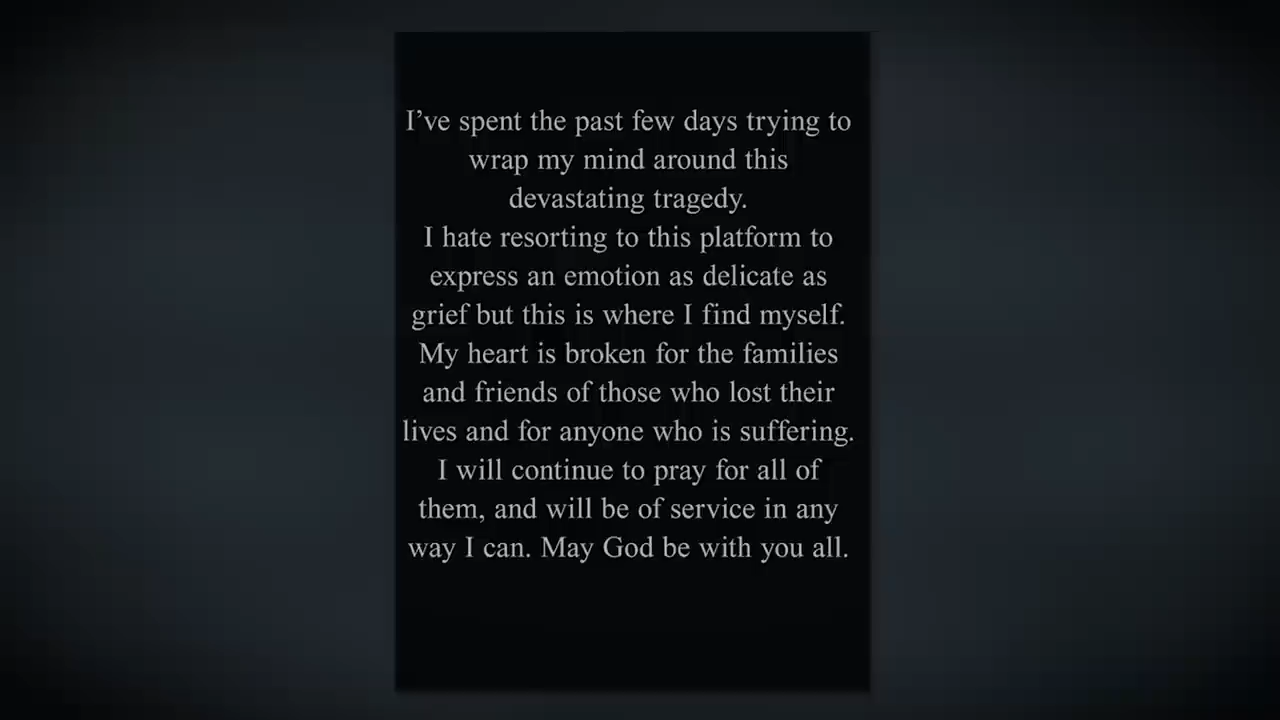 I’ve spent the past few days trying to
wrap my mind around this
devastating tragedy.
I hate resorting to this platform to
express an emotion as delicate as
grief but this is where I find myself.
My heart is broken for the families
and friends of those who lost their
lives and for anyone who is suffering.
I will continue to pray for all of
them, and will be of service in any
way I can. May God be with you all.